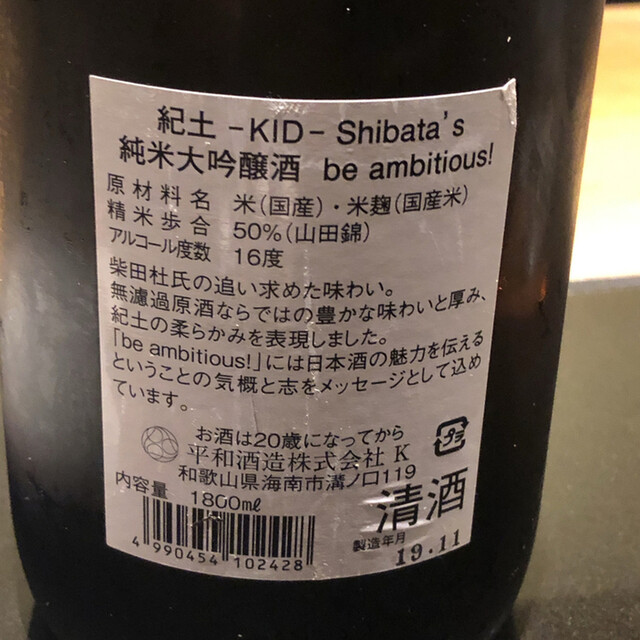 紀土 -KID- Shibata's
純米大吟醸酒 be ambitious!
原材料名 米(国産)・米麹(国産米)
精米歩合 50%(山田錦)
アルコール度数 16度
柴田杜氏の追い求めた味わい。
無濾過原酒ならではの豊かな味わいと厚み、
紀土の柔らかみを表現しました。
「be ambitious!」には日本酒の魅力を伝える
ということの気概と志をメッセージとして込め
ています。
お酒は20歳になってから
平和酒造株式会社 K
和歌山県海南市溝ノ口119
内容量 1800㎖
清酒
製造年月 19.11
4 990454 102428
プラ